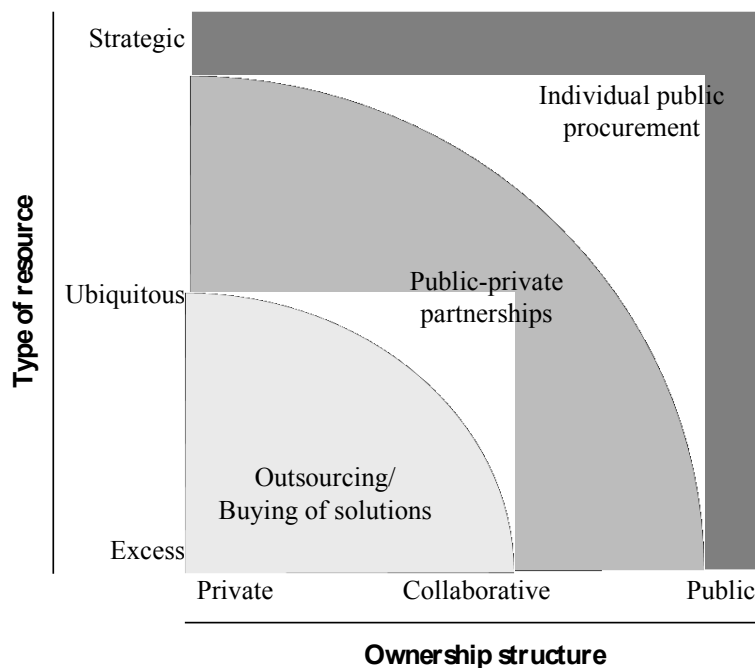 Strategic
Individual public
procurement
Type of resource
Ubiquitous
Public-private
partnerships
Outsourcing/
Buying of solutions
Excess
Private
Collaborative
Public
Ownership structure